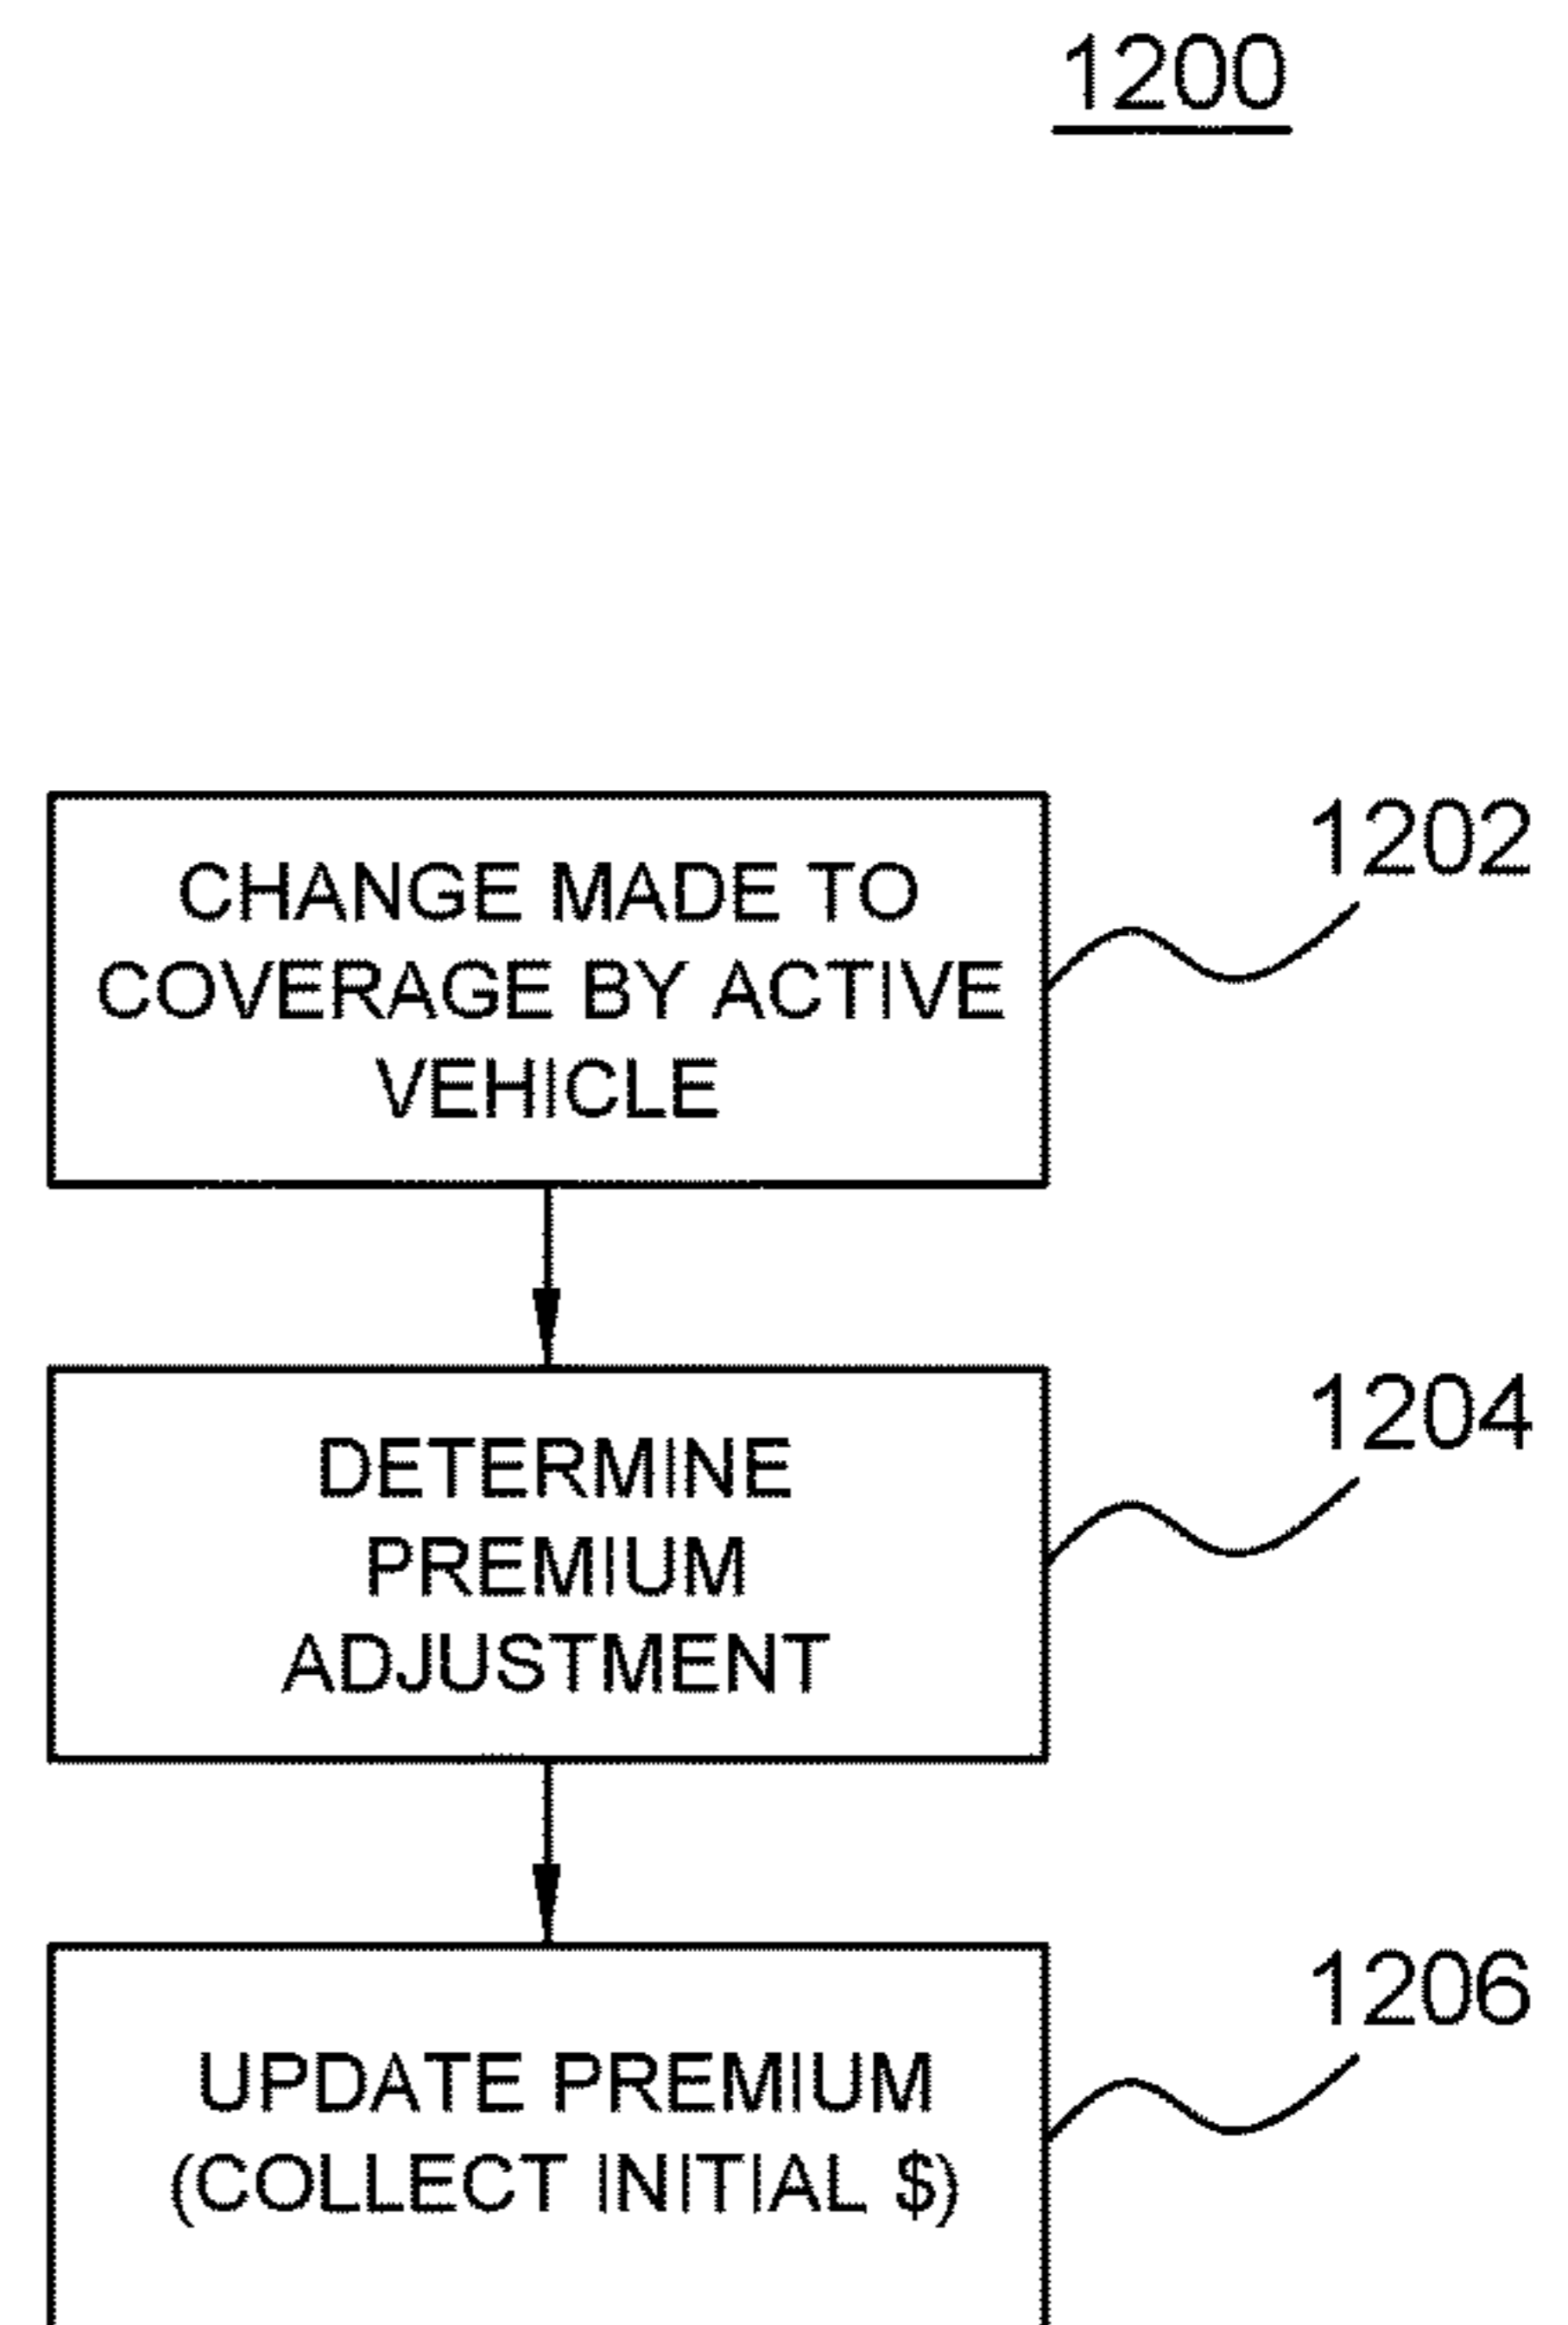 1200
CHANGE MADE TO
COVERAGE BY ACTIVE
VEHICLE
1202
DETERMINE
PREMIUM
ADJUSTMENT
1204
UPDATE PREMIUM
(COLLECT INITIAL $)
1206